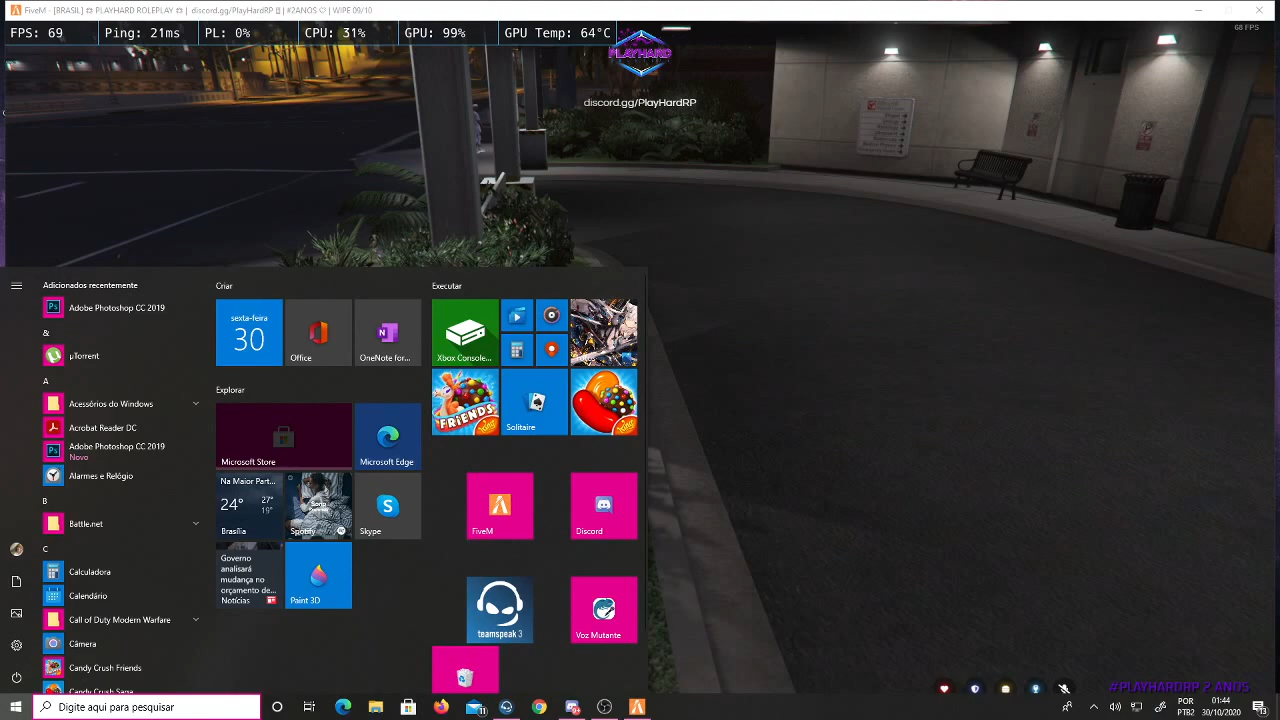 FiveM - [BRASIL] PLAYHARD ROLEPLAY | discord.gg/PlayHardRP | #2ANOS | WIPE 09/10
FPS: 69
Ping: 21ms
PL: 0%
CPU: 31%
GPU: 99%
GPU Temp: 64°C
68 FPS
PLAYHARD
discord.gg/PlayHardRP
Adicionados recentemente
Adobe Photoshop CC 2019
&
µTorrent
A
Acessórios do Windows
Acrobat Reader DC
Adobe Photoshop CC 2019
Novo
Alarmes e Relógio
B
Battle.net
C
Calculadora
Calendário
Call of Duty Modern Warfare
Câmera
Candy Crush Friends
Candy Crush Saga
Criar
sexta-feira
30
Office
OneNote for...
Explorar
Microsoft Store
Microsoft Edge
Na Maior Part...
24°
27°
19°
Brasília
Spotify
Skype
Governo
analisará
mudança no
orçamento de...
Notícias
Paint 3D
Executar
Xbox Console...
FRIENDS
King
Solitaire
King
FiveM
Discord
teamspeak 3
Voz Mutante
#PLAYHARDRP 2 ANOS
Digite aqui para pesquisar
POR
PTB2
01:44
30/10/2020